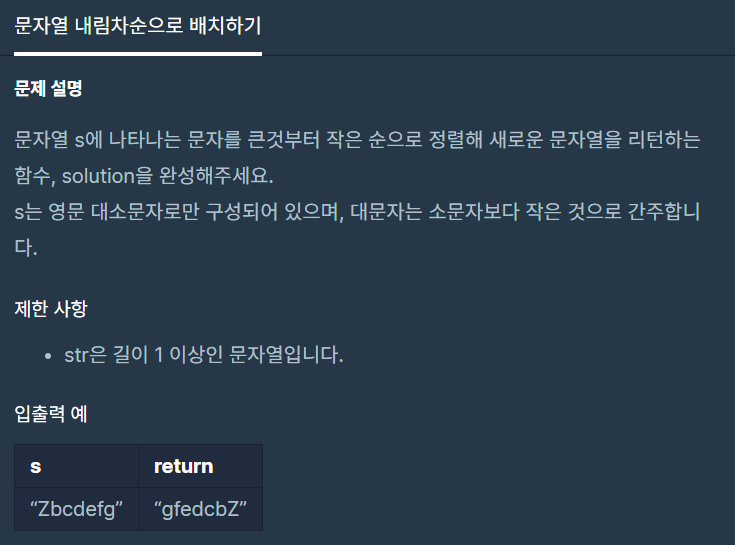 문자열 내림차순으로 배치하기
문제 설명
문자열 s에 나타나는 문자를 큰것부터 작은 순으로 정렬해 새로운 문자열을 리턴하는
함수, solution을 완성해주세요.
s는 영문 대소문자로만 구성되어 있으며, 대문자는 소문자보다 작은 것으로 간주합니
다.
제한 사항
• str은 길이 1 이상인 문자열입니다.
입출력 예
s return
“Zbcdefg” “gfedcbZ”